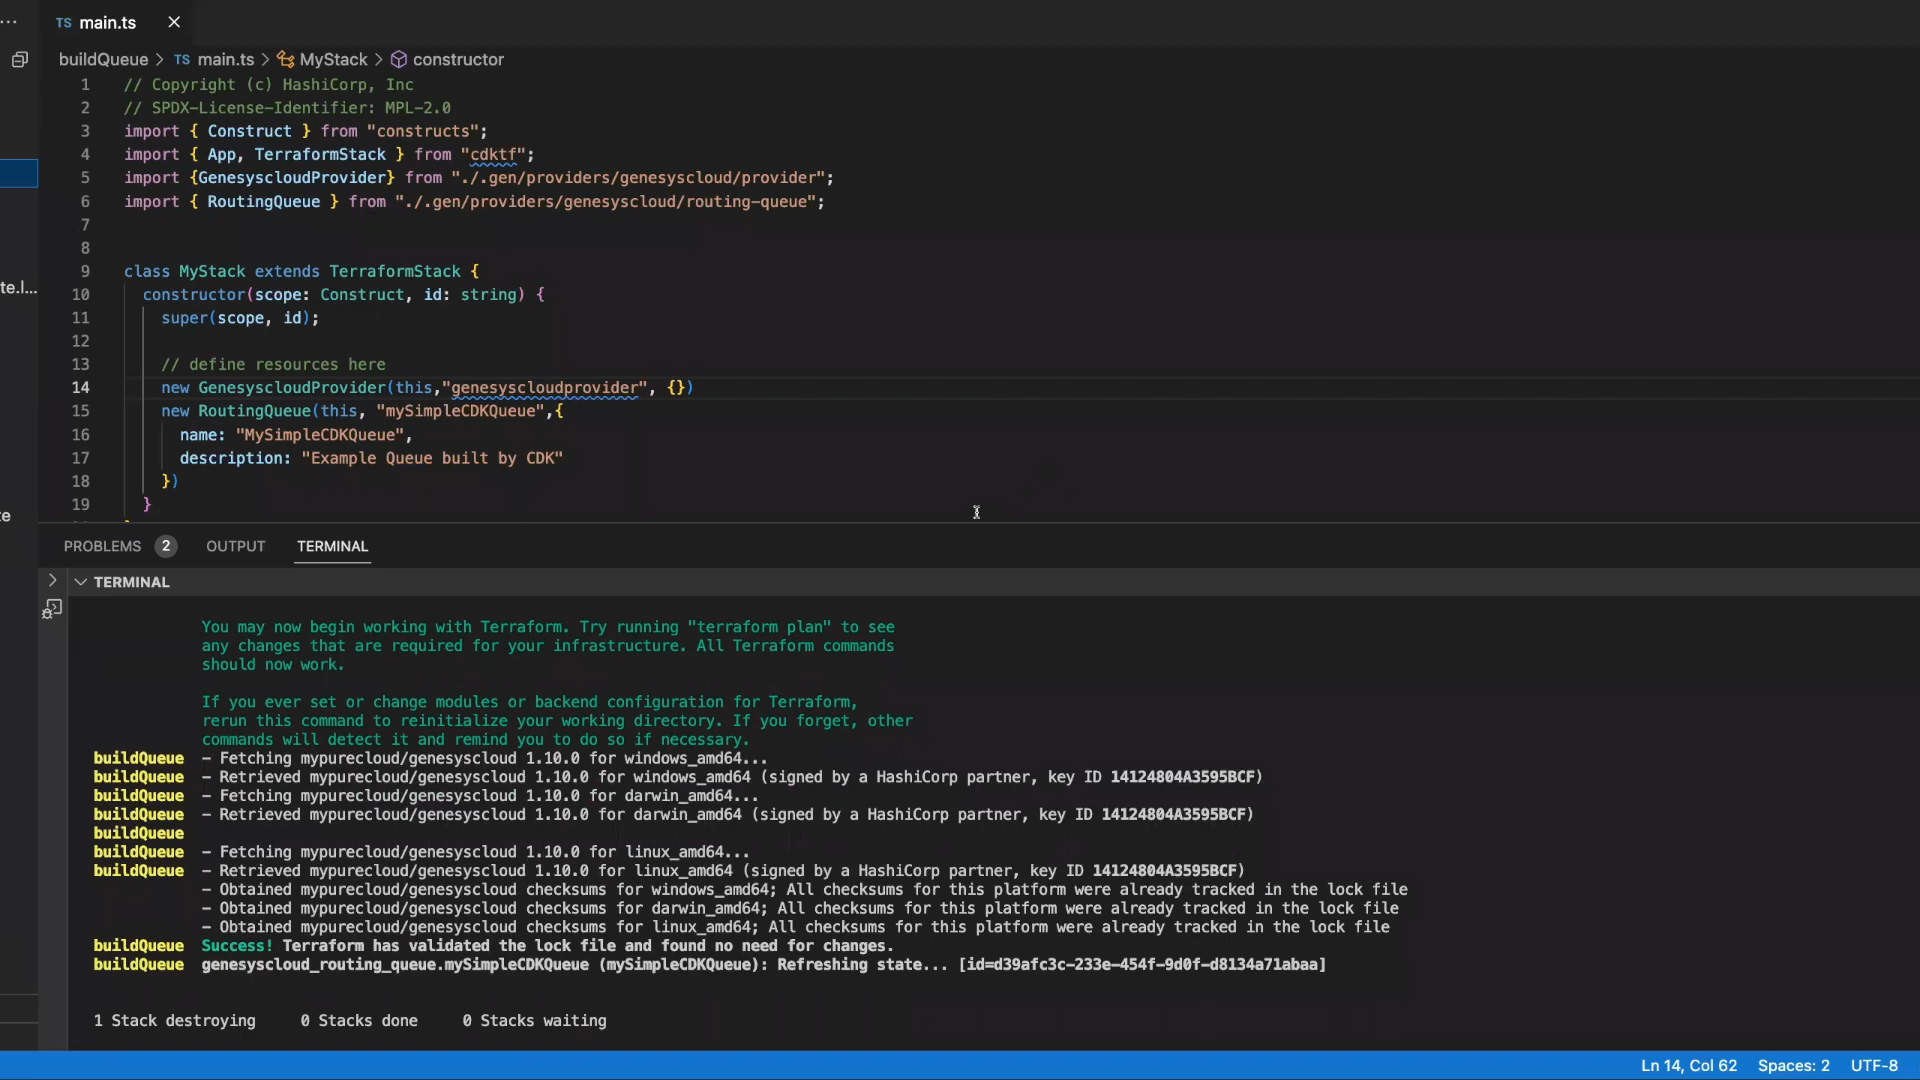 TS main.ts
buildQueue > TS main.ts > MyStack > constructor
1 // Copyright (c) HashiCorp, Inc
2 // SPDX-License-Identifier: MPL-2.0
3 import { Construct } from "constructs";
4 import { App, TerraformStack } from "cdktf";
5 import {GenesyscloudProvider} from "./.gen/providers/genesyscloud/provider";
6 import { RoutingQueue } from "./.gen/providers/genesyscloud/routing-queue";
7
8
9 class MyStack extends TerraformStack {
te.l...
10 constructor(scope: Construct, id: string) {
11 super(scope, id);
12
13 // define resources here
14 new GenesyscloudProvider(this,"genesyscloudprovider", {})
15 new RoutingQueue(this, "mySimpleCDKQueue",{
16 name: "MySimpleCDKQueue",
17 description: "Example Queue built by CDK"
18 })
19 }
te
PROBLEMS 2 OUTPUT TERMINAL
TERMINAL
You may now begin working with Terraform. Try running "terraform plan" to see
any changes that are required for your infrastructure. All Terraform commands
should now work.
If you ever set or change modules or backend configuration for Terraform,
rerun this command to reinitialize your working directory. If you forget, other
commands will detect it and remind you to do so if necessary.
buildQueue - Fetching mypurecloud/genesyscloud 1.10.0 for windows_amd64...
buildQueue - Retrieved mypurecloud/genesyscloud 1.10.0 for windows_amd64 (signed by a HashiCorp partner, key ID 14124804A3595BCF)
buildQueue - Fetching mypurecloud/genesyscloud 1.10.0 for darwin_amd64...
buildQueue - Retrieved mypurecloud/genesyscloud 1.10.0 for darwin_amd64 (signed by a HashiCorp partner, key ID 14124804A3595BCF)
buildQueue
buildQueue - Fetching mypurecloud/genesyscloud 1.10.0 for linux_amd64...
buildQueue - Retrieved mypurecloud/genesyscloud 1.10.0 for linux_amd64 (signed by a HashiCorp partner, key ID 14124804A3595BCF)
- Obtained mypurecloud/genesyscloud checksums for windows_amd64; All checksums for this platform were already tracked in the lock file
- Obtained mypurecloud/genesyscloud checksums for darwin_amd64; All checksums for this platform were already tracked in the lock file
- Obtained mypurecloud/genesyscloud checksums for linux_amd64; All checksums for this platform were already tracked in the lock file
buildQueue Success! Terraform has validated the lock file and found no need for changes.
buildQueue genesyscloud_routing_queue.mySimpleCDKQueue (mySimpleCDKQueue): Refreshing state... [id=d39afc3c-233e-454f-9d0f-d8134a71abaa]
1 Stack destroying 0 Stacks done 0 Stacks waiting
Ln 14, Col 62 Spaces: 2 UTF-8